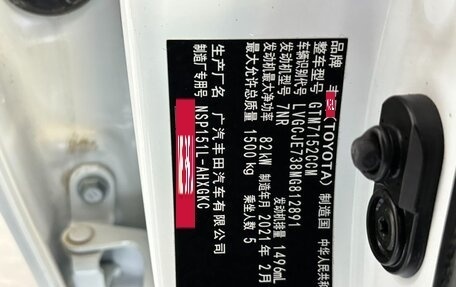 品牌 丰田(TOYOTA) 制造国 中华人民共和
整车型号 GTM7152CGM
车辆识别代号 LVGCJE738MG812891
发动机型号 7NR 发动机排量 1496mL
发动机最大净功率 82kW 制造年月 2021年2月
最大允许总质量 1500kg 乘坐人数 5
生产厂名 广汽丰田汽车有限公司
制造厂专用号 NSP151L-AHXGKC